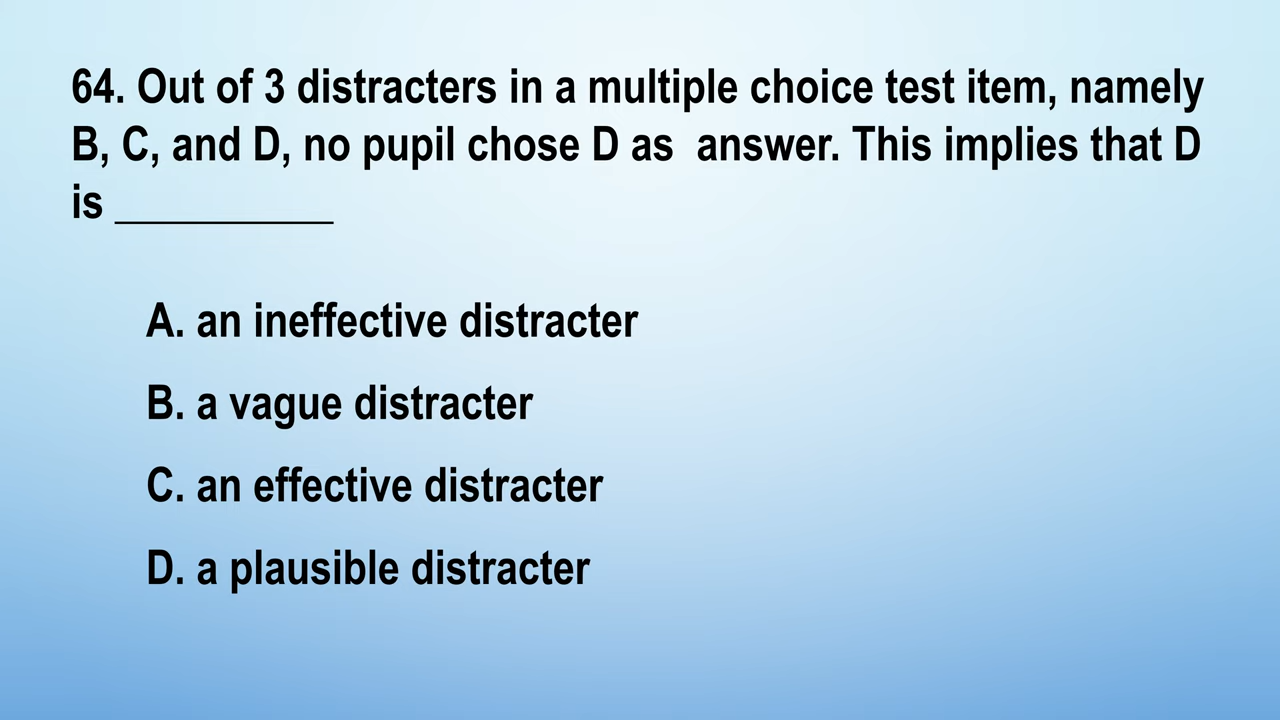 64. Out of 3 distracters in a multiple choice test item, namely
B, C, and D, no pupil chose D as  answer. This implies that D
is __________
A. an ineffective distracter
B. a vague distracter
C. an effective distracter
D. a plausible distracter